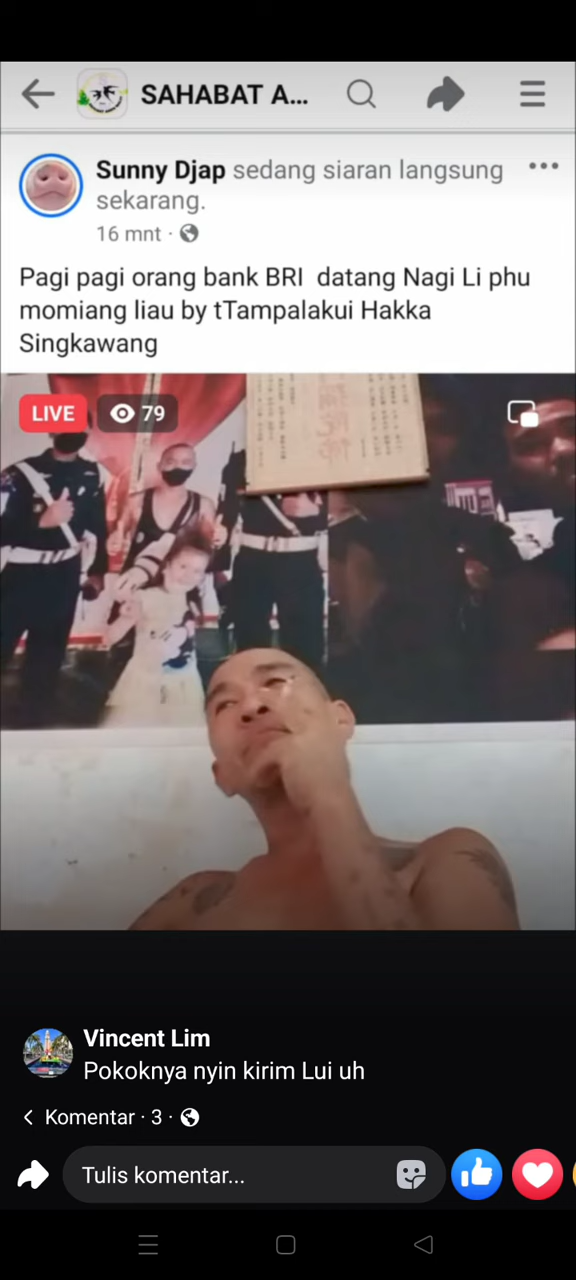 SAHABAT A...
Sunny Djap sedang siaran langsung
sekarang.
16 mnt ·
Pagi pagi orang bank BRI datang Nagi Li phu
momiang liau by tTampalakui Hakka
Singkawang
LIVE
79
Vincent Lim
Pokoknya nyin kirim Lui uh
Komentar · 3 ·
Tulis komentar...